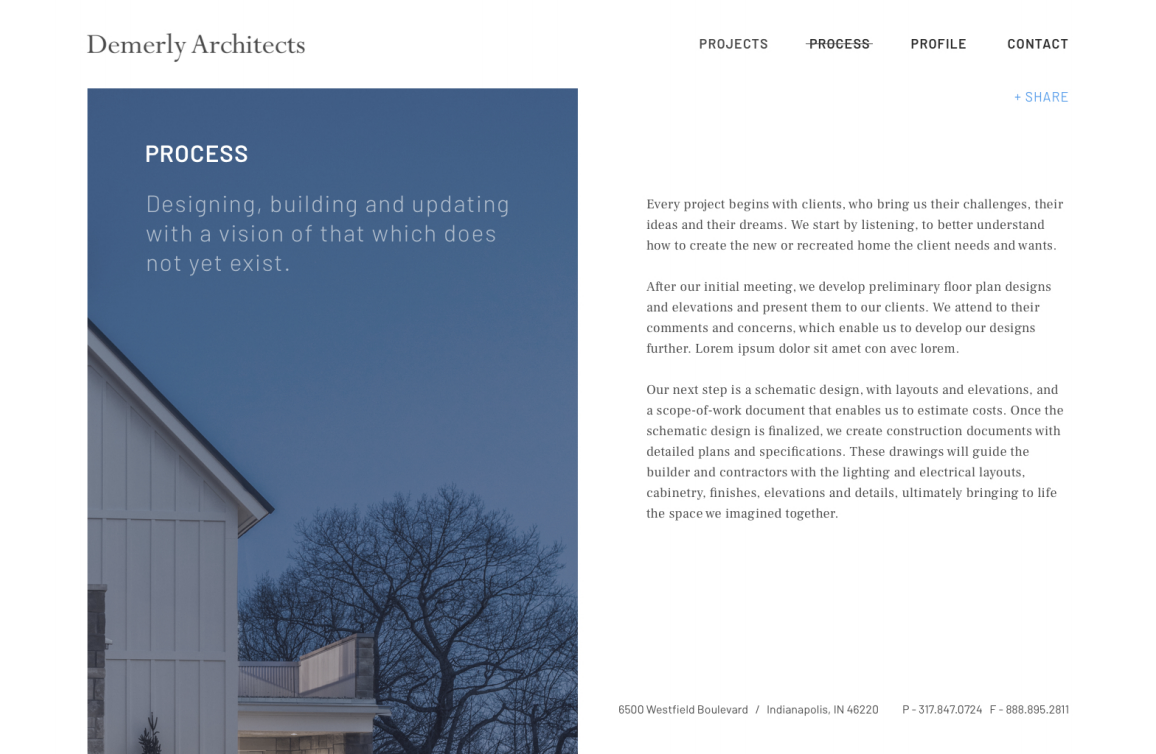 Demerly Architects
PROJECTS PROCESS PROFILE CONTACT
+ SHARE
PROCESS
Designing, building and updating
with a vision of that which does
not yet exist.
Every project begins with clients, who bring us their challenges, their
ideas and their dreams. We start by listening, to better understand
how to create the new or recreated home the client needs and wants.
After our initial meeting, we develop preliminary floor plan designs
and elevations and present them to our clients. We attend to their
comments and concerns, which enable us to develop our designs
further. Lorem ipsum dolor sit amet con avec lorem.
Our next step is a schematic design, with layouts and elevations, and
a scope-of-work document that enables us to estimate costs. Once the
schematic design is finalized, we create construction documents with
detailed plans and specifications. These drawings will guide the
builder and contractors with the lighting and electrical layouts,
cabinetry, finishes, elevations and details, ultimately bringing to life
the space we imagined together.
6500 Westfield Boulevard / Indianapolis, IN 46220 P - 317.847.0724 F - 888.895.2811